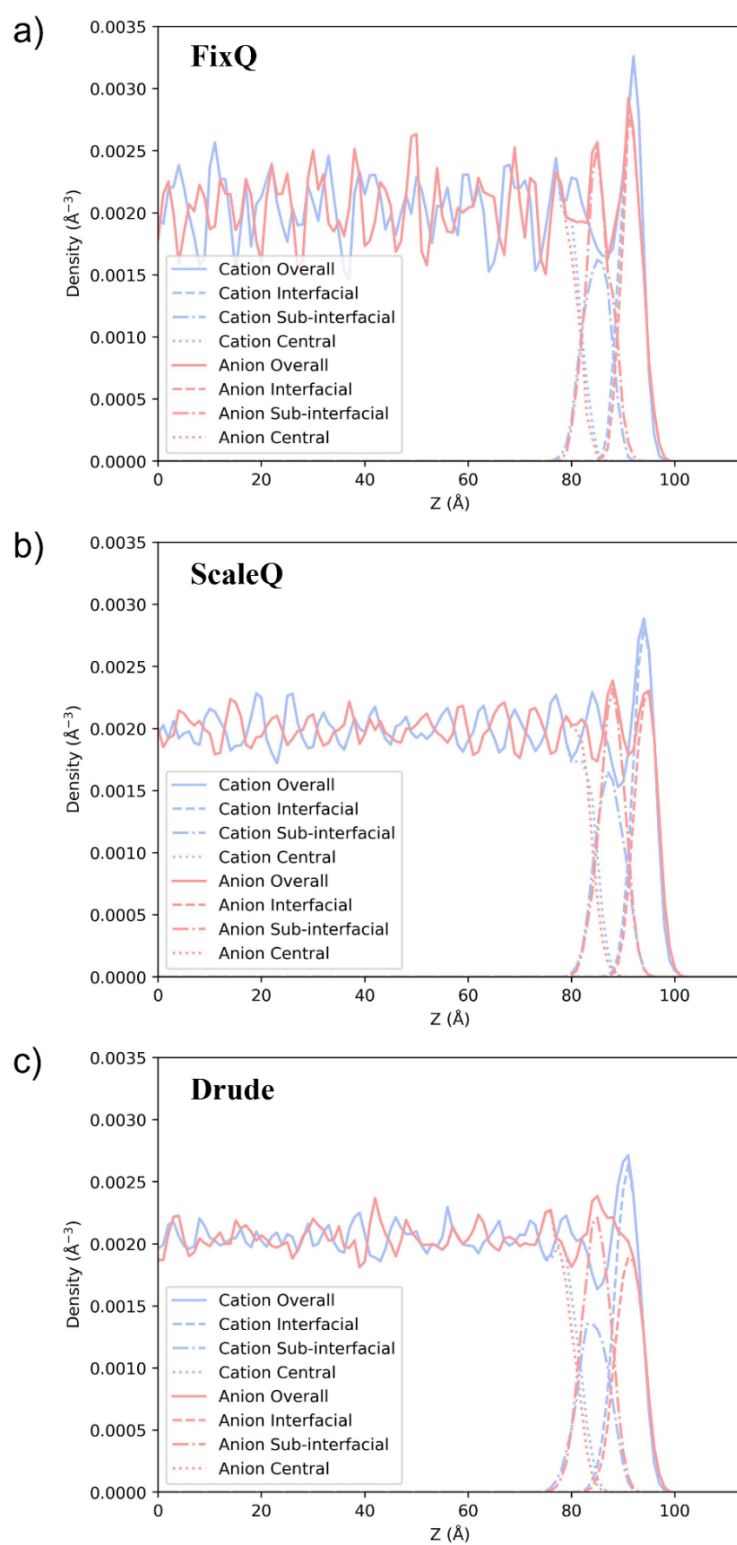 a)
FixQ
0.0035
0.0030
0.0025
0.0020
0.0015
0.0010
0.0005
0.0000
Density (Å⁻³)
Cation Overall
Cation Interfacial
Cation Sub-interfacial
Cation Central
Anion Overall
Anion Interfacial
Anion Sub-interfacial
Anion Central
0 20 40 60 80 100
Z (Å)
b)
ScaleQ
0.0035
0.0030
0.0025
0.0020
0.0015
0.0010
0.0005
0.0000
Density (Å⁻³)
Cation Overall
Cation Interfacial
Cation Sub-interfacial
Cation Central
Anion Overall
Anion Interfacial
Anion Sub-interfacial
Anion Central
0 20 40 60 80 100
Z (Å)
c)
Drude
0.0035
0.0030
0.0025
0.0020
0.0015
0.0010
0.0005
0.0000
Density (Å⁻³)
Cation Overall
Cation Interfacial
Cation Sub-interfacial
Cation Central
Anion Overall
Anion Interfacial
Anion Sub-interfacial
Anion Central
0 20 40 60 80 100
Z (Å)